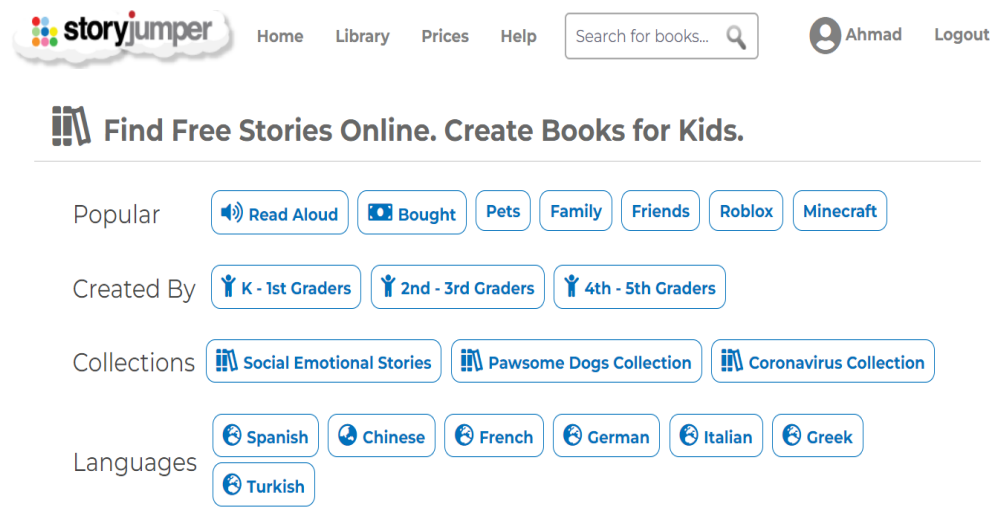 storyjumper Home Library Prices Help Search for books... Ahmad Logout
Find Free Stories Online. Create Books for Kids.
Popular Read Aloud Bought Pets Family Friends Roblox Minecraft
Created By K - 1st Graders 2nd - 3rd Graders 4th - 5th Graders
Collections Social Emotional Stories Pawsome Dogs Collection Coronavirus Collection
Languages Spanish Chinese French German Italian Greek
Turkish